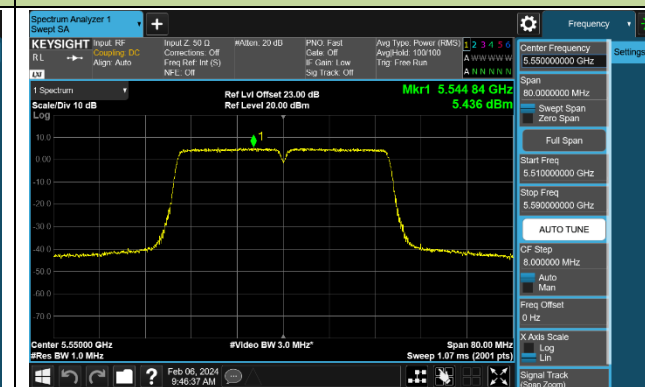 Spectrum Analyzer 1
Swept SA
Frequency
Settings
KEYSIGHT
RL
LXI
Input: RF
Coupling: DC
Align: Auto
Input Z: 50 Ω
Corrections: Off
Freq Ref: Int (S)
NFE: Off
#Atten: 20 dB
PNO: Fast
Gate: Off
IF Gain: Low
Sig Track: Off
Avg Type: Power (RMS)
Avg|Hold: 100/100
Trig: Free Run
1 2 3 4 5 6
A W W W W W
A N N N N N
1 Spectrum
Scale/Div 10 dB
Log
Ref Lvl Offset 23.00 dB
Ref Level 20.00 dBm
Mkr1 5.544 84 GHz
5.436 dBm
1
10.0
0.00
-10.0
-20.0
-30.0
-40.0
-50.0
-60.0
-70.0
Center 5.55000 GHz
#Res BW 1.0 MHz
#Video BW 3.0 MHz*
Span 80.00 MHz
Sweep 1.07 ms (2001 pts)
Feb 06, 2024
9:46:37 AM
Center Frequency
5.550000000 GHz
Span
80.0000000 MHz
Swept Span
Zero Span
Full Span
Start Freq
5.510000000 GHz
Stop Freq
5.590000000 GHz
AUTO TUNE
CF Step
8.000000 MHz
Auto
Man
Freq Offset
0 Hz
X Axis Scale
Log
Lin
Signal Track
(Span Zoom)